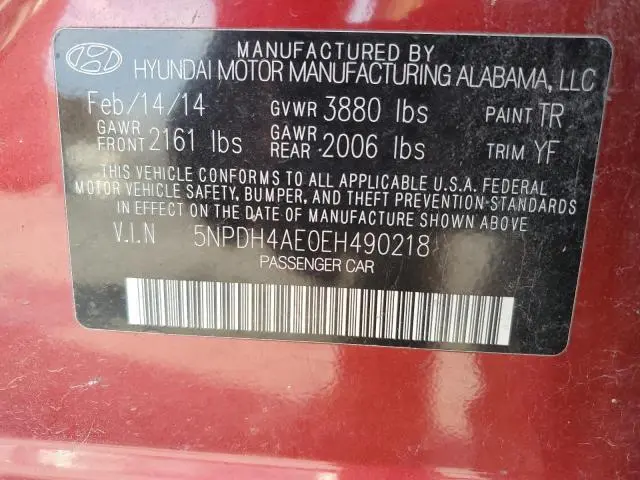 MANUFACTURED BY
HYUNDAI MOTOR MANUFACTURING ALABAMA, LLC
Feb/14/14 GVWR 3880 lbs PAINT TR
GAWR FRONT 2161 lbs GAWR REAR 2006 lbs TRIM YF
THIS VEHICLE CONFORMS TO ALL APPLICABLE U.S.A. FEDERAL
MOTOR VEHICLE SAFETY, BUMPER, AND THEFT PREVENTION STANDARDS
IN EFFECT ON THE DATE OF MANUFACTURE SHOWN ABOVE.
V.I.N 5NPDH4AE0EH490218
PASSENGER CAR